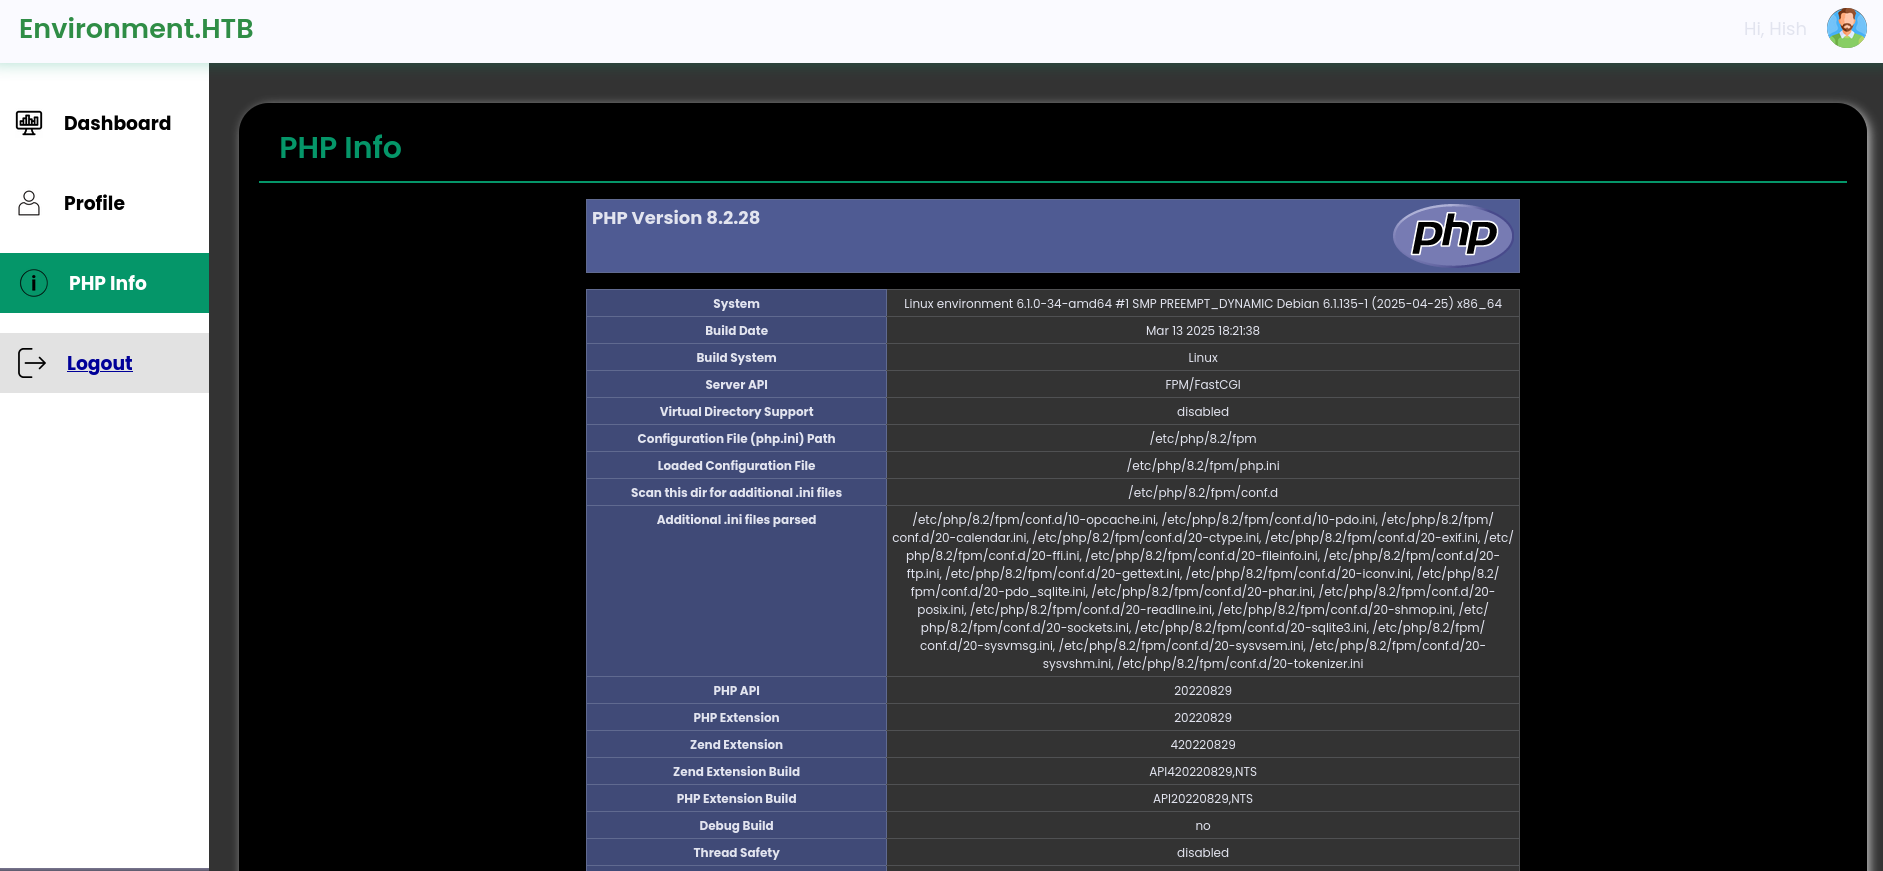 Environment.HTB
Hi, Hish
Dashboard
Profile
PHP Info
Logout
PHP Info
PHP Version 8.2.28
php
System Linux environment 6.1.0-34-amd64 #1 SMP PREEMPT_DYNAMIC Debian 6.1.135-1 (2025-04-25) x86_64
Build Date Mar 13 2025 18:21:38
Build System Linux
Server API FPM/FastCGI
Virtual Directory Support disabled
Configuration File (php.ini) Path /etc/php/8.2/fpm
Loaded Configuration File /etc/php/8.2/fpm/php.ini
Scan this dir for additional .ini files /etc/php/8.2/fpm/conf.d
Additional .ini files parsed /etc/php/8.2/fpm/conf.d/10-opcache.ini, /etc/php/8.2/fpm/conf.d/10-pdo.ini, /etc/php/8.2/fpm/
conf.d/20-calendar.ini, /etc/php/8.2/fpm/conf.d/20-ctype.ini, /etc/php/8.2/fpm/conf.d/20-exif.ini, /etc/
php/8.2/fpm/conf.d/20-ffi.ini, /etc/php/8.2/fpm/conf.d/20-fileinfo.ini, /etc/php/8.2/fpm/conf.d/20-
ftp.ini, /etc/php/8.2/fpm/conf.d/20-gettext.ini, /etc/php/8.2/fpm/conf.d/20-iconv.ini, /etc/php/8.2/
fpm/conf.d/20-pdo_sqlite.ini, /etc/php/8.2/fpm/conf.d/20-phar.ini, /etc/php/8.2/fpm/conf.d/20-
posix.ini, /etc/php/8.2/fpm/conf.d/20-readline.ini, /etc/php/8.2/fpm/conf.d/20-shmop.ini, /etc/
php/8.2/fpm/conf.d/20-sockets.ini, /etc/php/8.2/fpm/conf.d/20-sqlite3.ini, /etc/php/8.2/fpm/
conf.d/20-sysvmsg.ini, /etc/php/8.2/fpm/conf.d/20-sysvsem.ini, /etc/php/8.2/fpm/conf.d/20-
sysvshm.ini, /etc/php/8.2/fpm/conf.d/20-tokenizer.ini
PHP API 20220829
PHP Extension 20220829
Zend Extension 420220829
Zend Extension Build API420220829,NTS
PHP Extension Build API20220829,NTS
Debug Build no
Thread Safety disabled